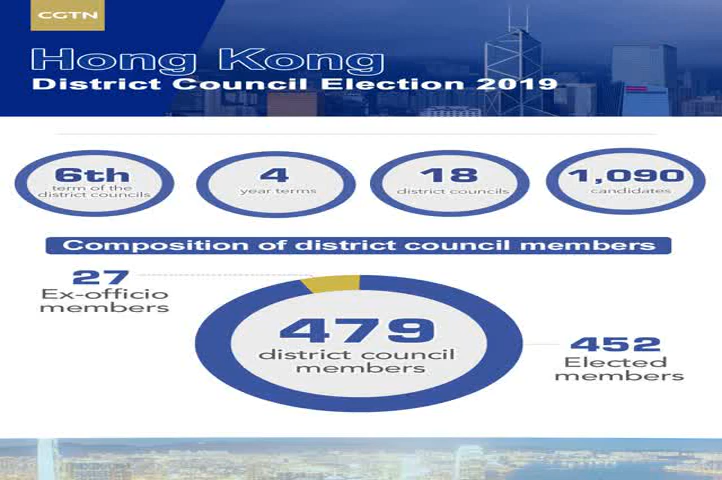 CGTN
Hong Kong
District Council Election 2019
6th
term of the
district councils
4
year terms
18
district councils
1,090
candidates
Composition of district council members
27
Ex-officio
members
479
district council
members
452
Elected
members